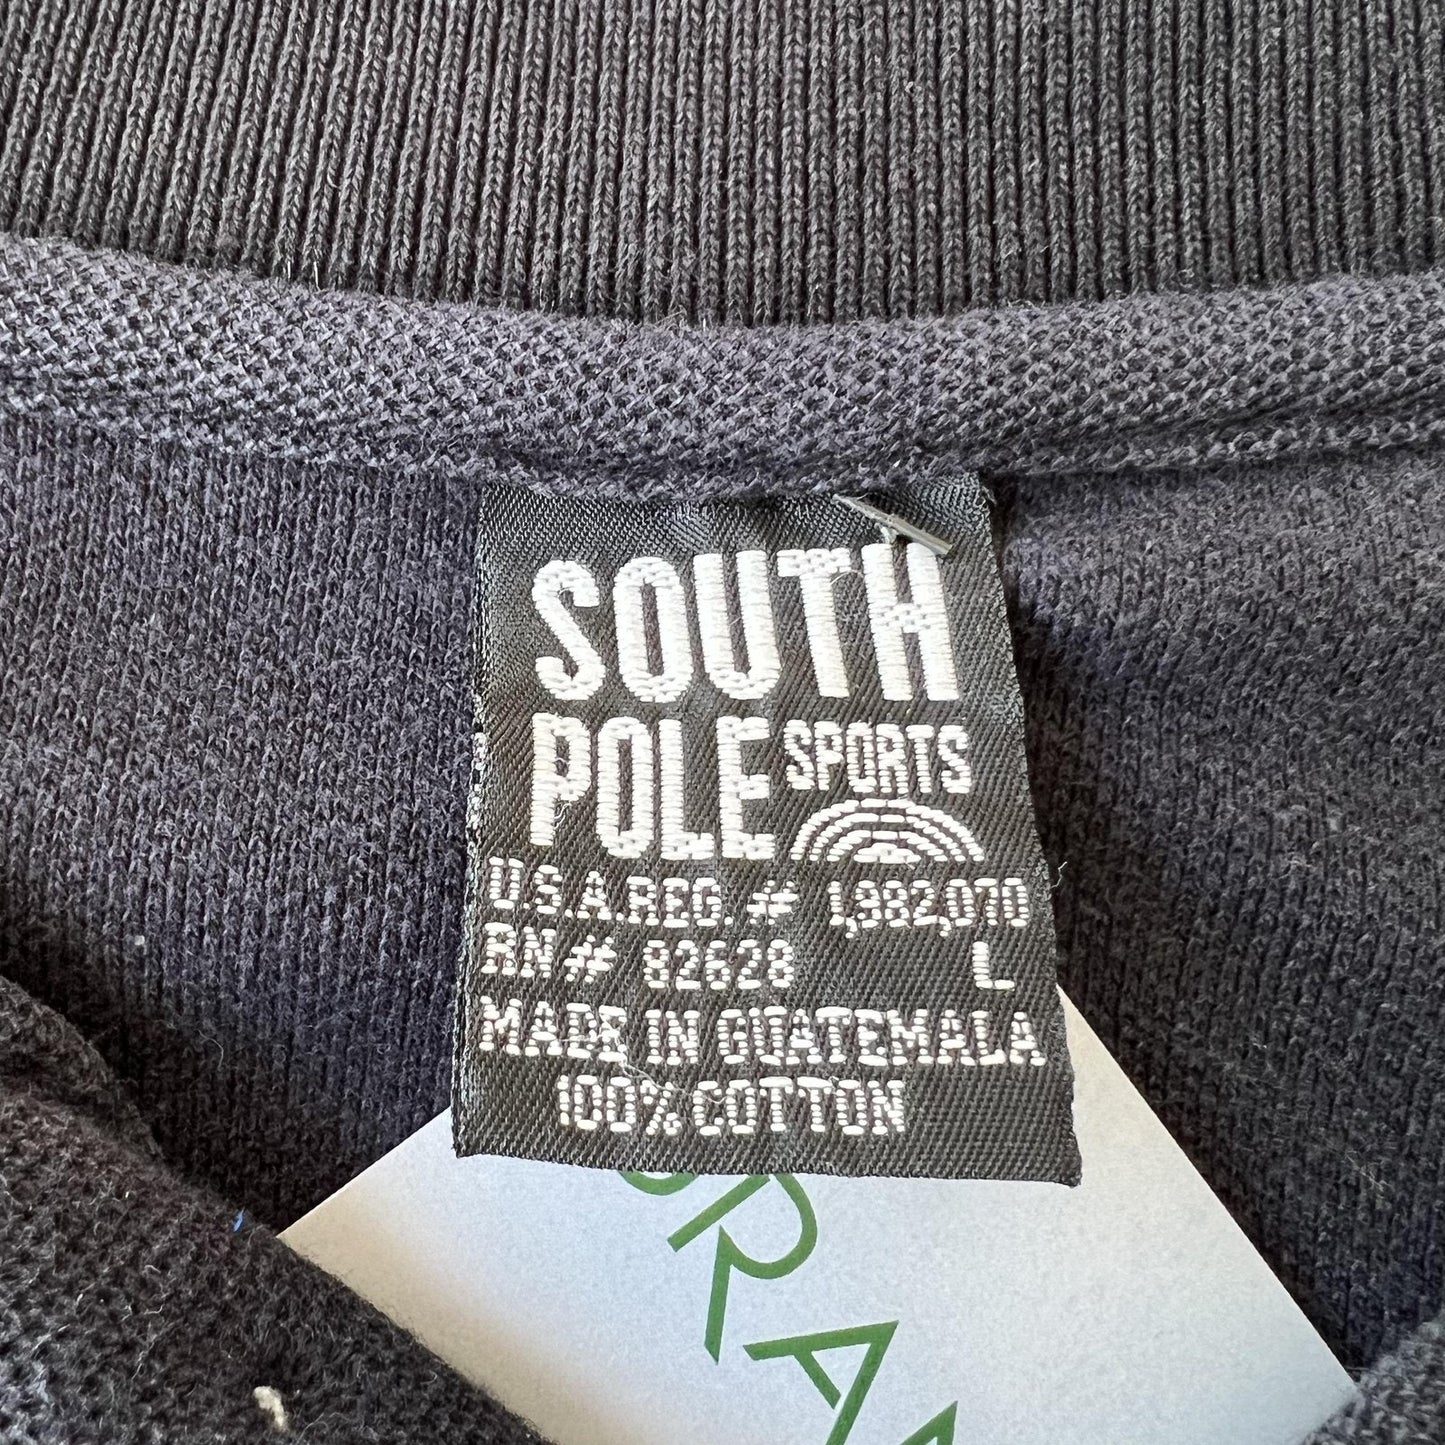 SOUTH
POLE SPORTS
U.S.A.REG. # 1,982,070
RN# 82628 L
MADE IN GUATEMALA
100% COTTON